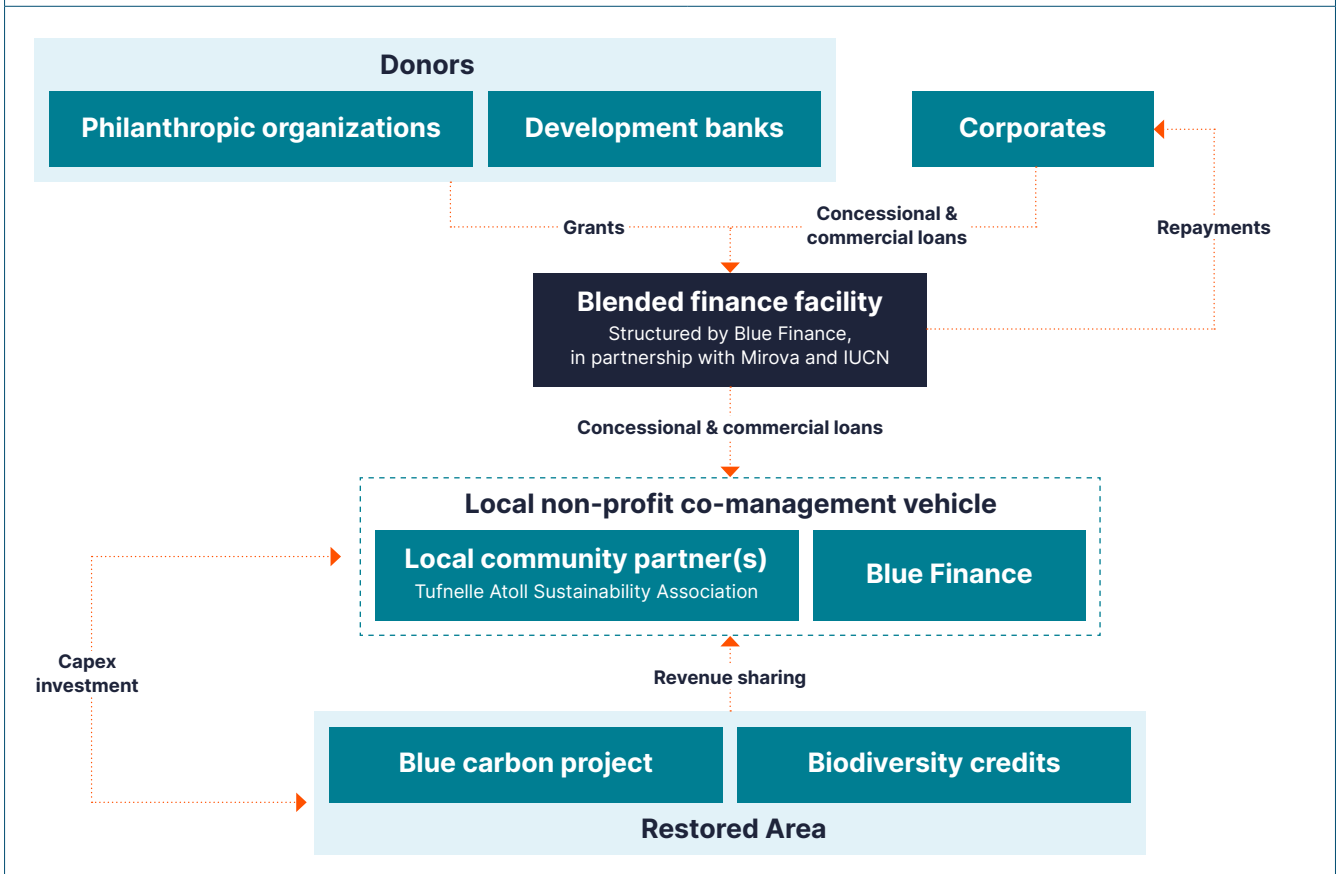 Donors
Philanthropic organizations
Development banks
Corporates
Grants
Concessional &
commercial loans
Repayments
Blended finance facility
Structured by Blue Finance,
in partnership with Mirova and IUCN
Concessional & commercial loans
Local non-profit co-management vehicle
Local community partner(s)
Tufnelle Atoll Sustainability Association
Blue Finance
Capex
investment
Revenue sharing
Blue carbon project
Biodiversity credits
Restored Area